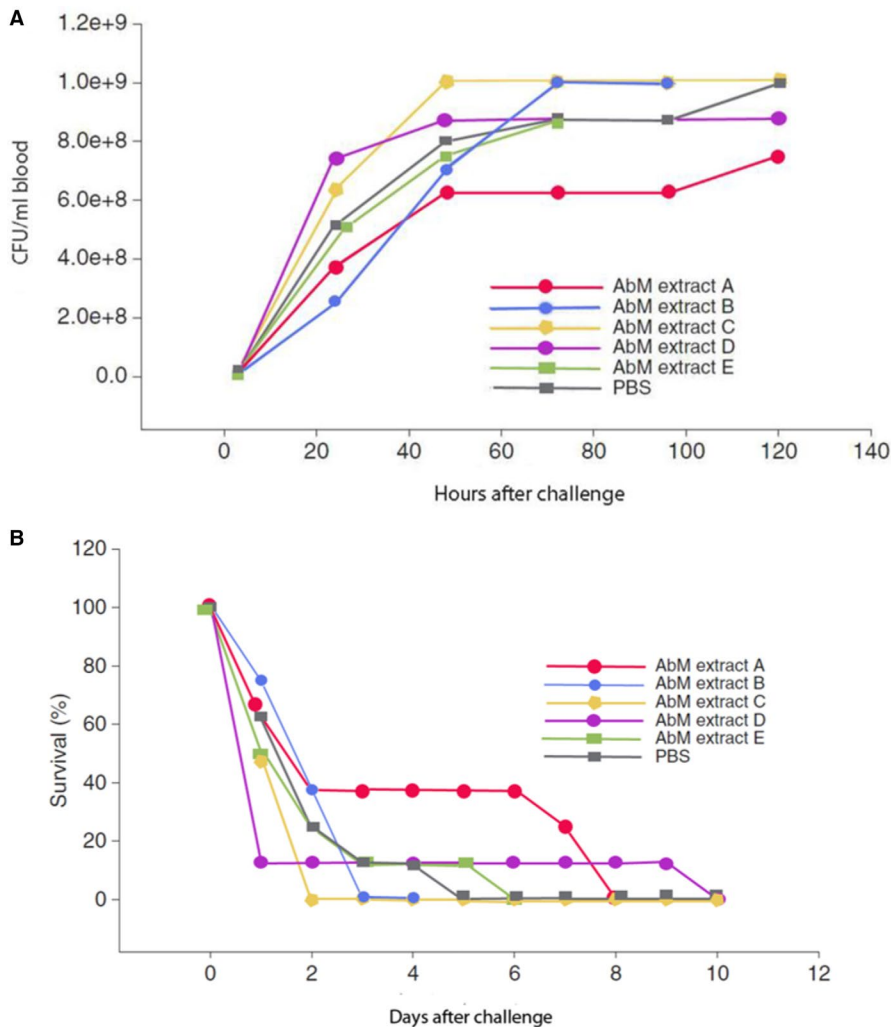 A
1.2e+9
1.0e+9
8.0e+8
6.0e+8
4.0e+8
2.0e+8
0.0
CFU/ml blood
AbM extract A
AbM extract B
AbM extract C
AbM extract D
AbM extract E
PBS
0 20 40 60 80 100 120 140
Hours after challenge
B
120
100
80
60
40
20
0
Survival (%)
AbM extract A
AbM extract B
AbM extract C
AbM extract D
AbM extract E
PBS
0 2 4 6 8 10 12
Days after challenge